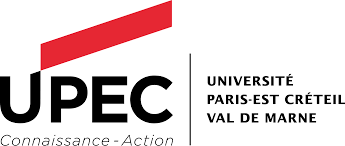 UPEC
Connaissance - Action
UNIVERSITÉ
PARIS-EST CRÉTEIL
VAL DE MARNE